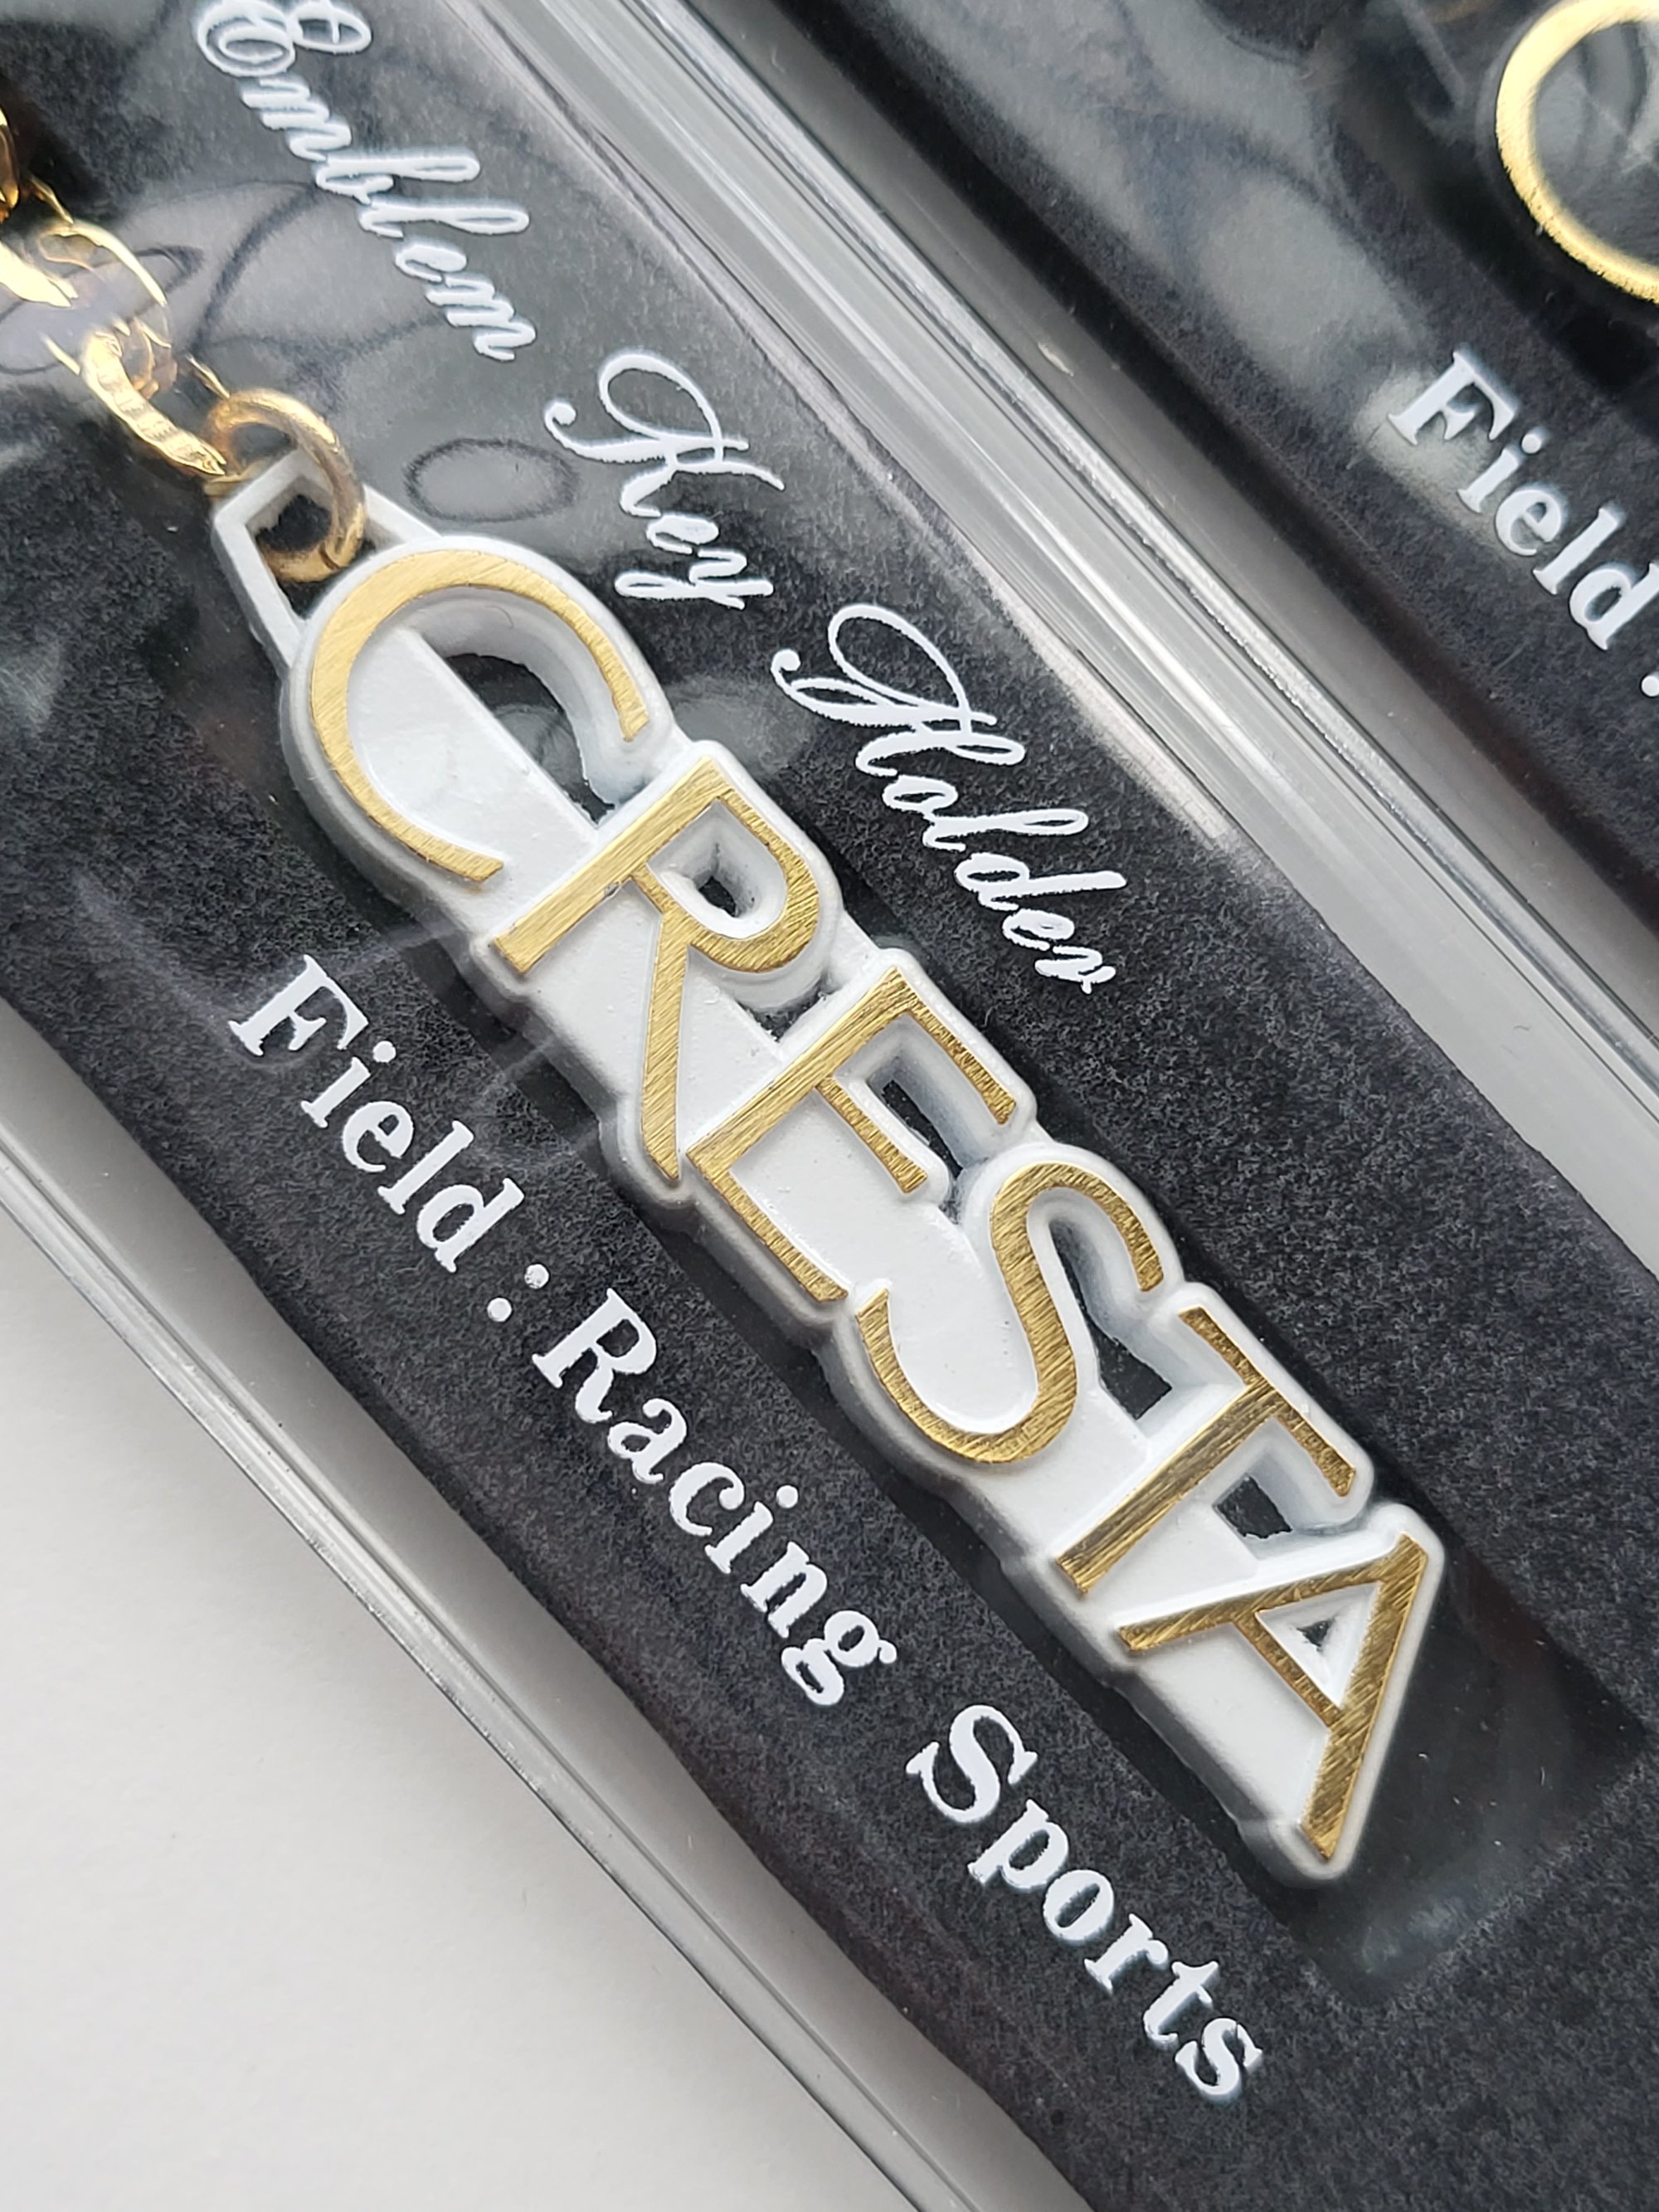 Emblem Key Holder
CRESTA
Field : Racing Sports
Field :